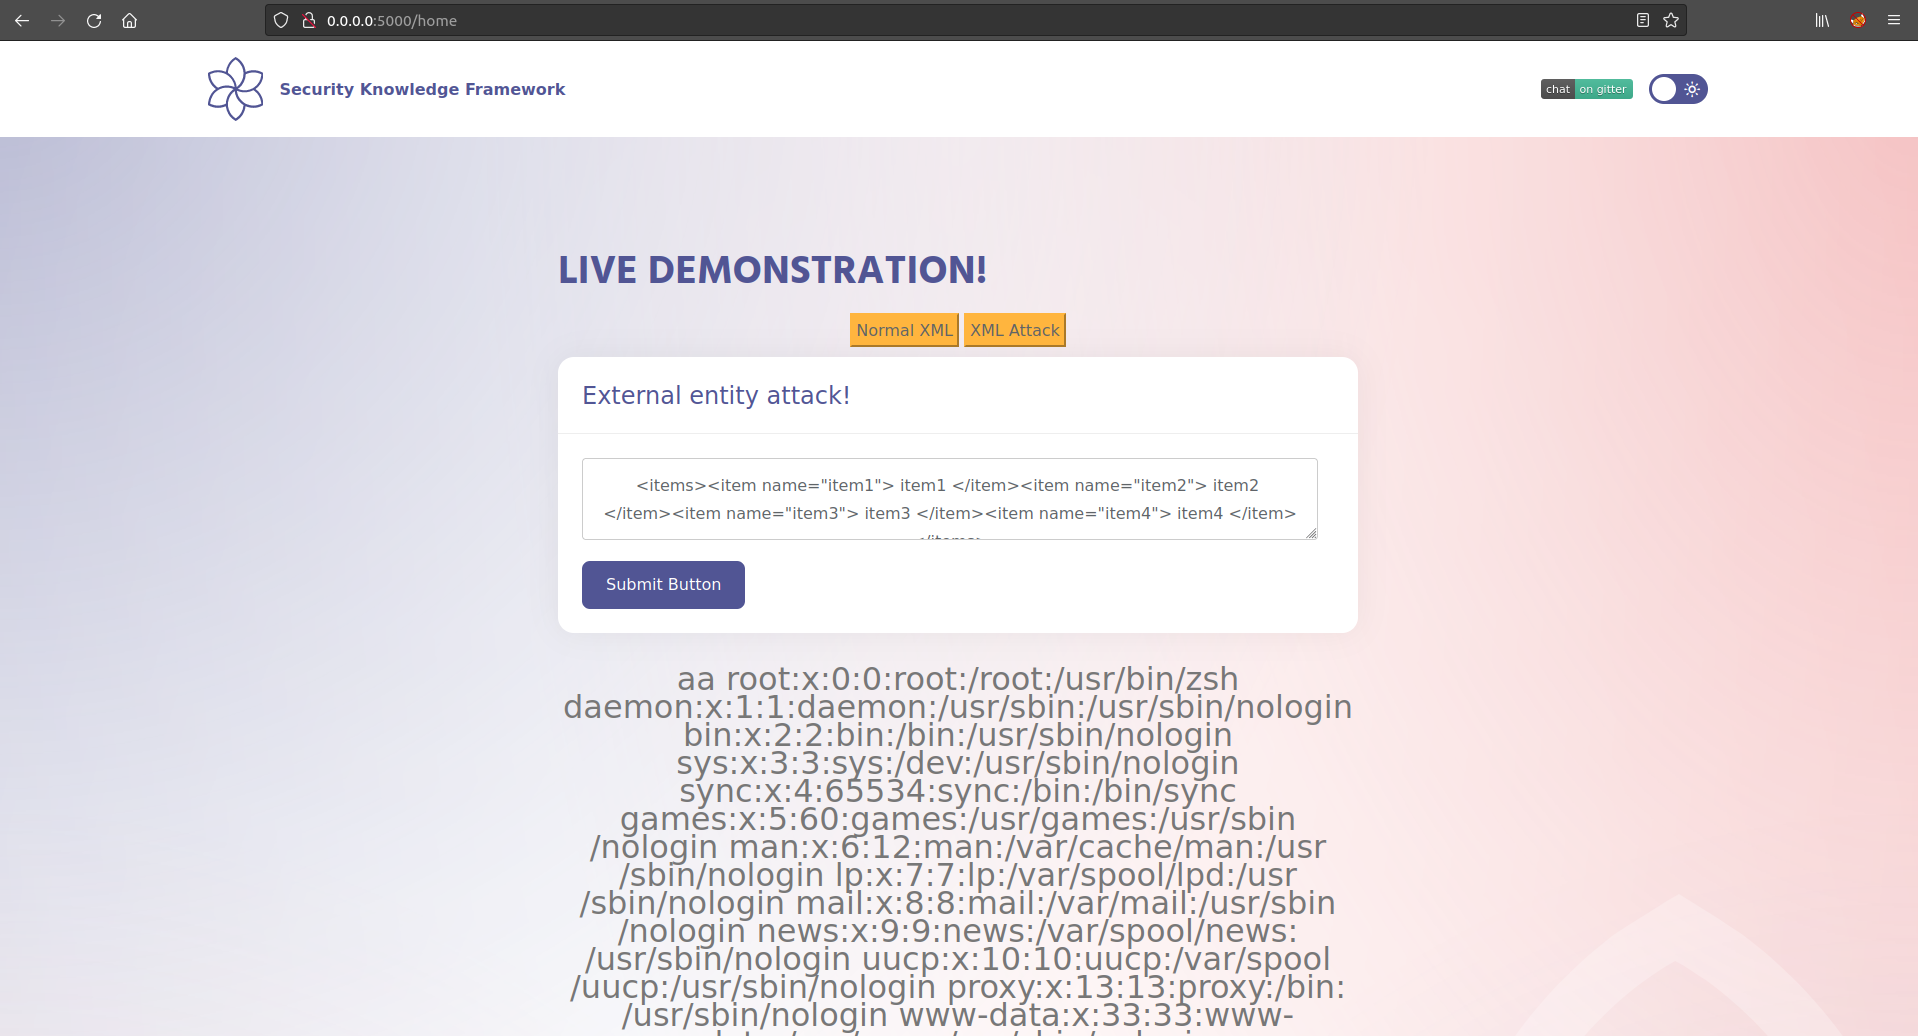 0.0.0.0:5000/home
Security Knowledge Framework
chat on gitter
LIVE DEMONSTRATION!
Normal XML XML Attack
External entity attack!
<items><item name="item1"> item1 </item><item name="item2"> item2
</item><item name="item3"> item3 </item><item name="item4"> item4 </item>
</items>
Submit Button
aa root:x:0:0:root:/root:/usr/bin/zsh
daemon:x:1:1:daemon:/usr/sbin:/usr/sbin/nologin
bin:x:2:2:bin:/bin:/usr/sbin/nologin
sys:x:3:3:sys:/dev:/usr/sbin/nologin
sync:x:4:65534:sync:/bin:/bin/sync
games:x:5:60:games:/usr/games:/usr/sbin
/nologin man:x:6:12:man:/var/cache/man:/usr
/sbin/nologin lp:x:7:7:lp:/var/spool/lpd:/usr
/sbin/nologin mail:x:8:8:mail:/var/mail:/usr/sbin
/nologin news:x:9:9:news:/var/spool/news:
/usr/sbin/nologin uucp:x:10:10:uucp:/var/spool
/uucp:/usr/sbin/nologin proxy:x:13:13:proxy:/bin:
/usr/sbin/nologin www-data:x:33:33:www-